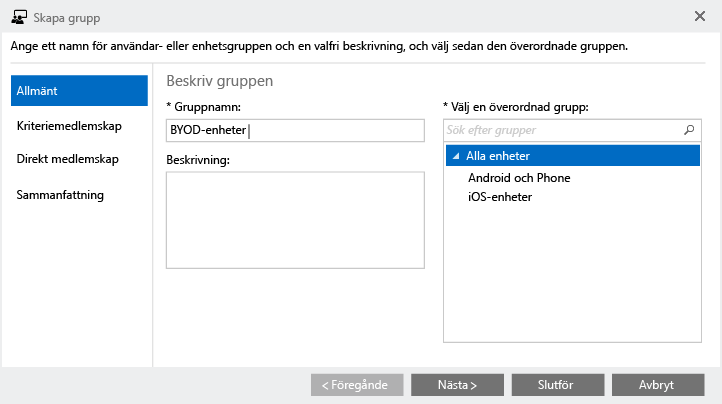 Skapa grupp
Ange ett namn för användar- eller enhetsgruppen och en valfri beskrivning, och välj sedan den överordnade gruppen.
Allmänt
Kriteriemedlemskap
Direkt medlemskap
Sammanfattning
Beskriv gruppen
* Gruppnamn:
BYOD-enheter
Beskrivning:
* Välj en överordnad grupp:
Sök efter grupper
Alla enheter
Android och Phone
iOS-enheter
< Föregånde
Nästa >
Slutför
Avbryt